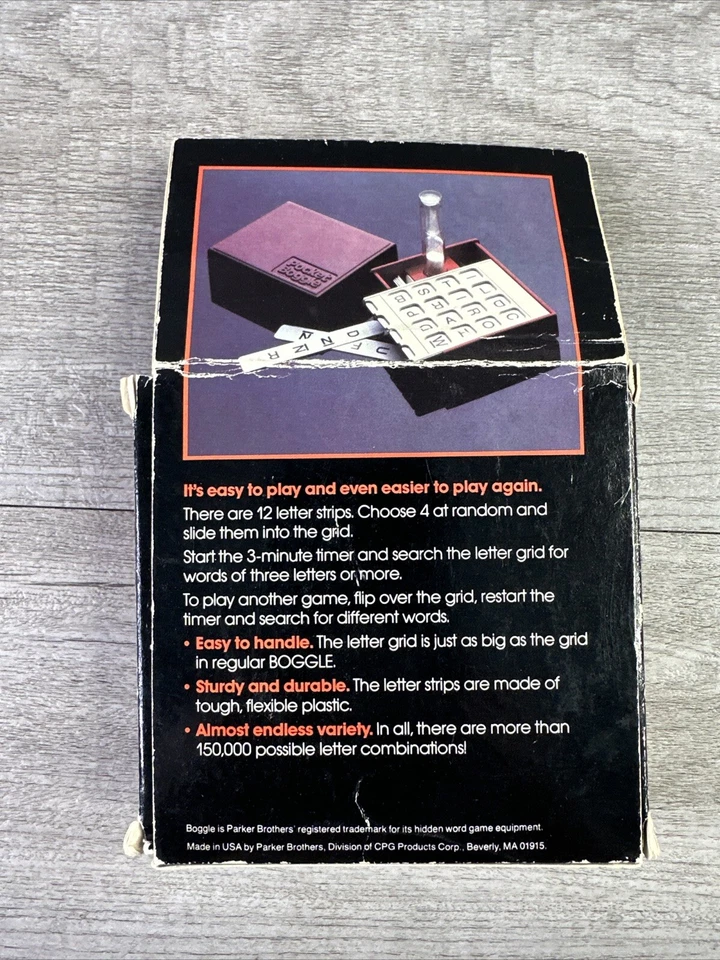 pocket
Boggle
It's easy to play and even easier to play again.
There are 12 letter strips. Choose 4 at random and
slide them into the grid.
Start the 3-minute timer and search the letter grid for
words of three letters or more.
To play another game, flip over the grid, restart the
timer and search for different words.
• Easy to handle. The letter grid is just as big as the grid
in regular BOGGLE.
• Sturdy and durable. The letter strips are made of
tough, flexible plastic.
• Almost endless variety. In all, there are more than
150,000 possible letter combinations!
Boggle is Parker Brothers' registered trademark for its hidden word game equipment.
Made in USA by Parker Brothers, Division of CPG Products Corp., Beverly, MA 01915.